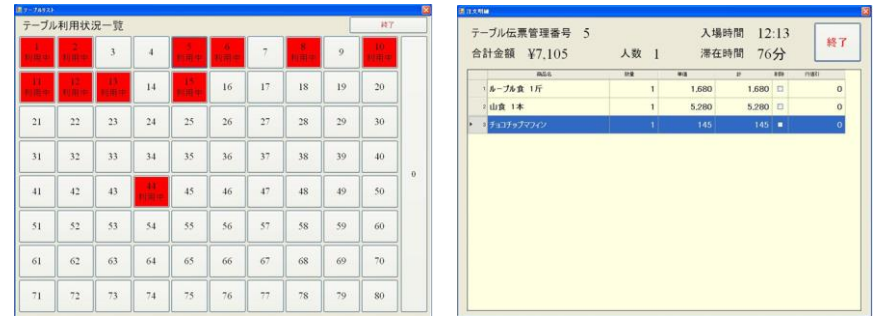 テーブルリスト
テーブル利用状況一覧
終了
1 利用中 2 利用中 3 4 5 利用中 6 利用中 7 8 利用中 9 10 利用中
11 利用中 12 利用中 13 利用中 14 15 利用中 16 17 18 19 20
21 22 23 24 25 26 27 28 29 30
31 32 33 34 35 36 37 38 39 40
0
41 42 43 44 利用中 45 46 47 48 49 50
51 52 53 54 55 56 57 58 59 60
61 62 63 64 65 66 67 68 69 70
71 72 73 74 75 76 77 78 79 80
注文明細
テーブル伝票管理番号 5 入場時間 12:13
合計金額 ¥7,105 人数 1 滞在時間 76分
終了
商品名 数量 単価 計 割引 円値引
1 ルーブル食 1斤 1 1,680 1,680 0
2 山食 1本 1 5,280 5,280 0
3 チョコチップマフィン 1 145 145 0